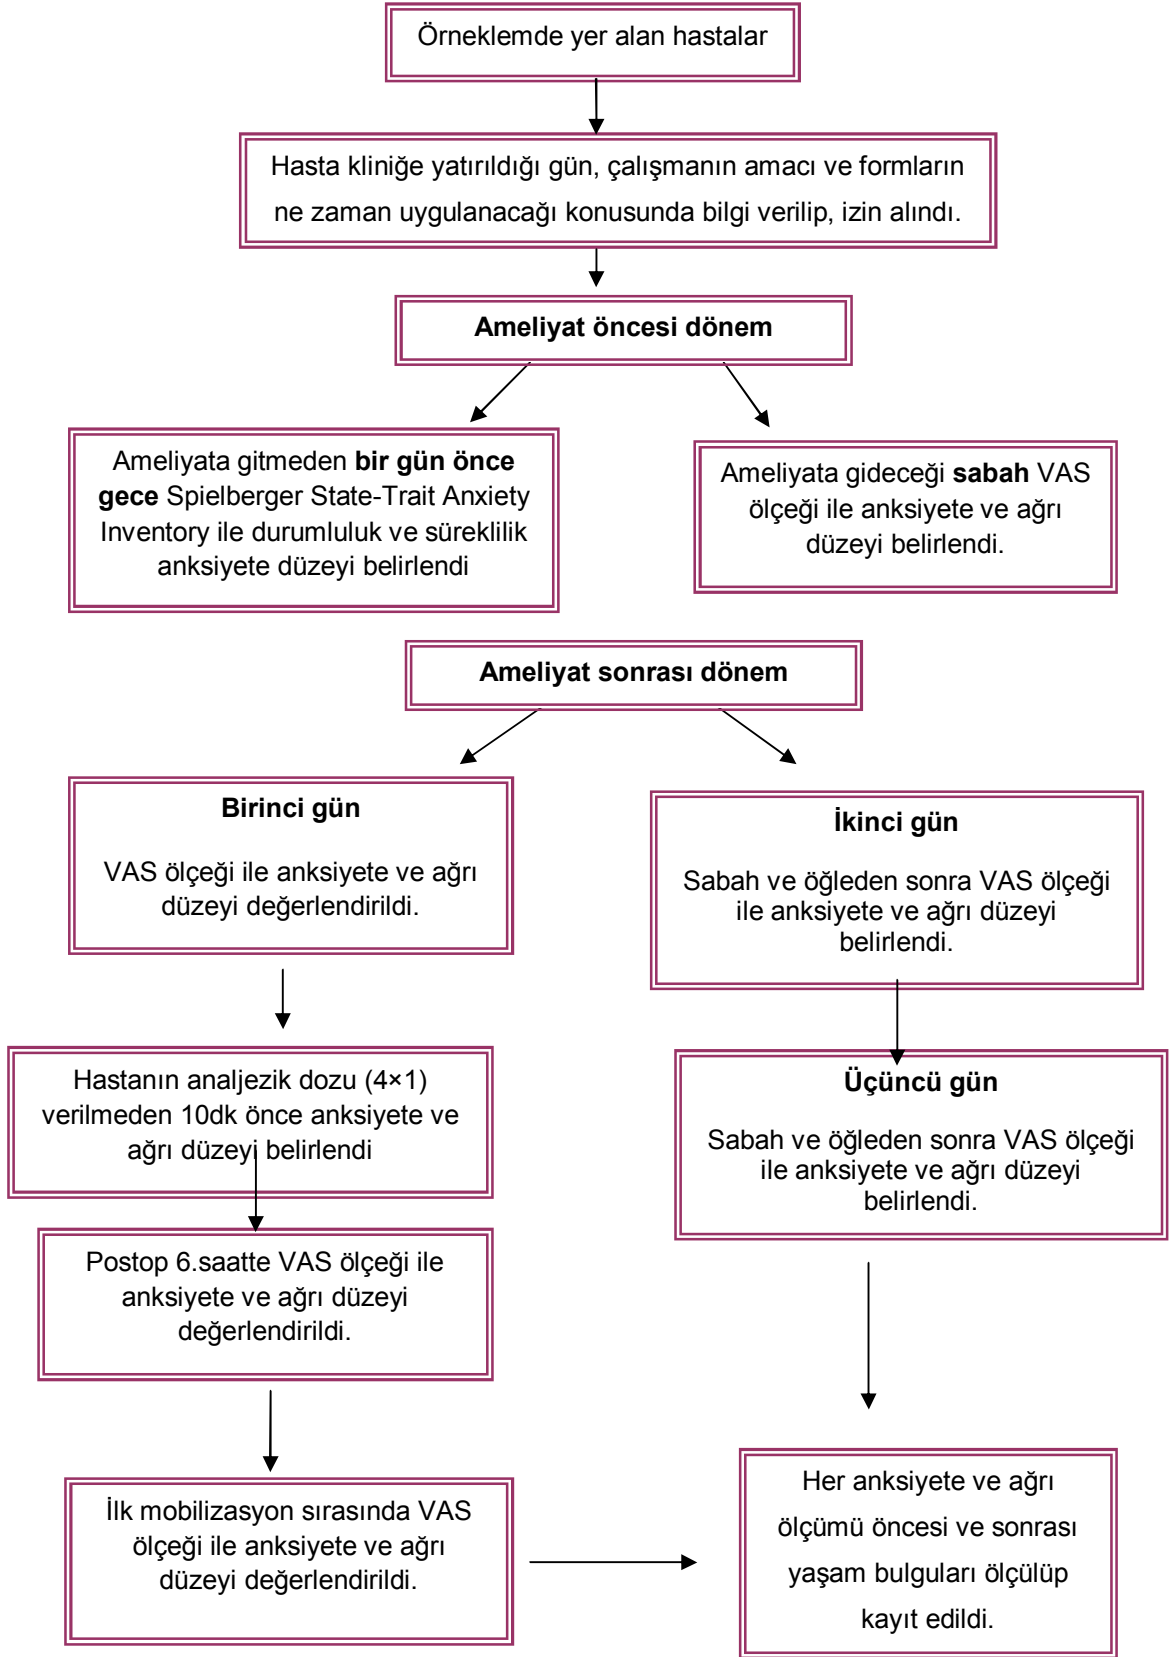 Örneklemde yer alan hastalar
Hasta kliniğe yatırıldığı gün, çalışmanın amacı ve formların
ne zaman uygulanacağı konusunda bilgi verilip, izin alındı.
Ameliyat öncesi dönem
Ameliyata gitmeden bir gün önce
gece Spielberger State-Trait Anxiety
Inventory ile durumluluk ve süreklilik
anksiyete düzeyi belirlendi
Ameliyata gideceği sabah VAS
ölçeği ile anksiyete ve ağrı
düzeyi belirlendi.
Ameliyat sonrası dönem
Birinci gün
VAS ölçeği ile anksiyete ve ağrı
düzeyi değerlendirildi.
İkinci gün
Sabah ve öğleden sonra VAS ölçeği
ile anksiyete ve ağrı düzeyi
belirlendi.
Hastanın analjezik dozu (4×1)
verilmeden 10dk önce anksiyete ve
ağrı düzeyi belirlendi
Üçüncü gün
Sabah ve öğleden sonra VAS ölçeği
ile anksiyete ve ağrı düzeyi
belirlendi.
Postop 6.saatte VAS ölçeği ile
anksiyete ve ağrı düzeyi
değerlendirildi.
İlk mobilizasyon sırasında VAS
ölçeği ile anksiyete ve ağrı
düzeyi değerlendirildi.
Her anksiyete ve ağrı
ölçümü öncesi ve sonrası
yaşam bulguları ölçülüp
kayıt edildi.